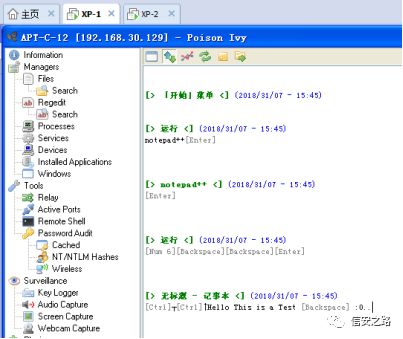 主页
XP-1
XP-2
APT-C-12 [192.168.30.129] - Poison Ivy
Information
Managers
Files
Search
Regedit
Search
Processes
Services
Devices
Installed Applications
Windows
Tools
Relay
Active Ports
Remote Shell
Password Audit
Cached
NT/NTLM Hashes
Wireless
Surveillance
Key Logger
Audio Capture
Screen Capture
Webcam Capture
[> 「开始」菜单 <] (2018/31/07 - 15:45)
[> 运行 <] (2018/31/07 - 15:45)
notepad++[Enter]
[> notepad++ <] (2018/31/07 - 15:45)
[Enter]
[> 运行 <] (2018/31/07 - 15:45)
[Num 6][Backspace][Backspace][Enter]
[> 无标题 - 记事本 <] (2018/31/07 - 15:45)
[Ctrl] [Ctrl] Hello This is a Test [Backspace] :0..
信安之路